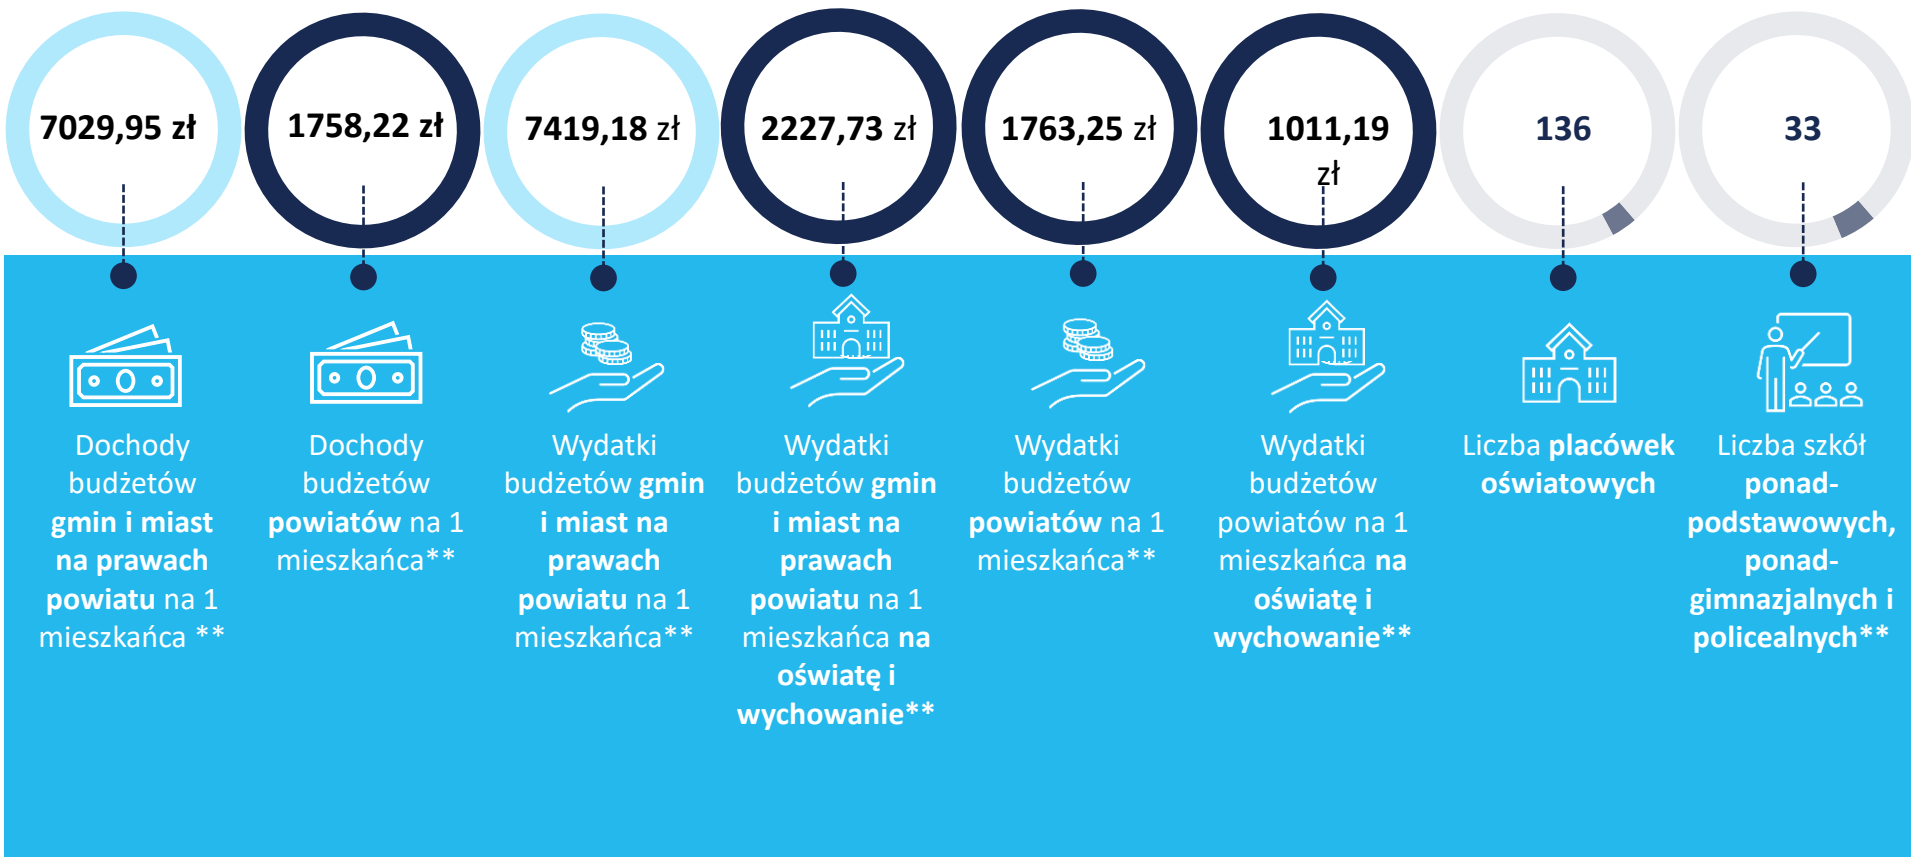 7029,95 zł
1758,22 zł
7419,18 zł
2227,73 zł
1763,25 zł
1011,19
zł
136
33
Dochody
budżetów
gmin i miast
na prawach
powiatu na 1
mieszkańca **
Dochody
budżetów
powiatów na 1
mieszkańca**
Wydatki
budżetów gmin
i miast na
prawach
powiatu na 1
mieszkańca**
Wydatki
budżetów gmin
i miast na
prawach
powiatu na 1
mieszkańca na
oświatę i
wychowanie**
Wydatki
budżetów
powiatów na 1
mieszkańca**
Wydatki
budżetów
powiatów na 1
mieszkańca na
oświatę i
wychowanie**
Liczba placówek
oświatowych
Liczba szkół
ponad-
podstawowych,
ponad-
gimnazjalnych i
policealnych**